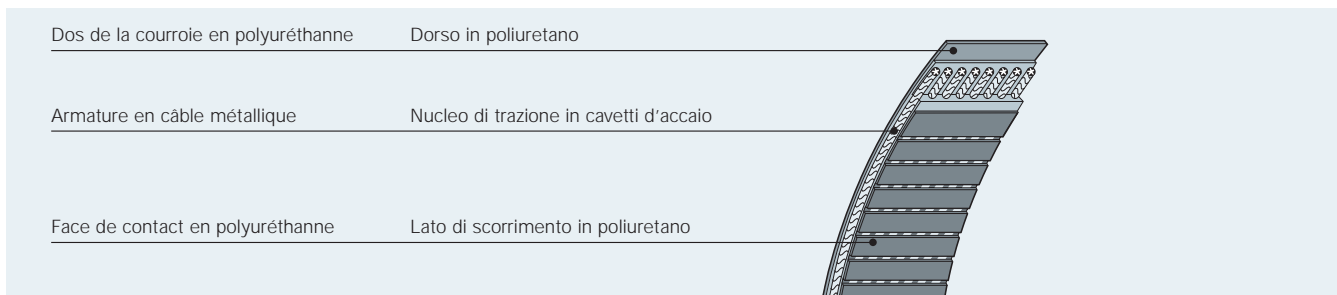 Dos de la courroie en polyuréthanne Dorso in poliuretano
Armature en câble métallique Nucleo di trazione in cavetti d’accaio
Face de contact en polyuréthanne Lato di scorrimento in poliuretano